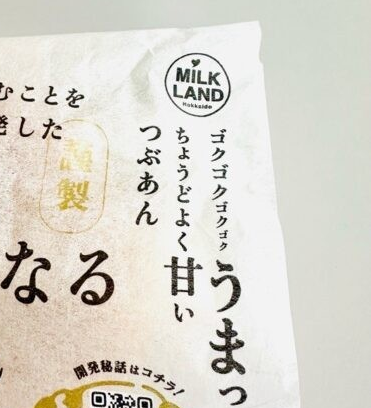 MILK
LAND
Hokkaido
ゴクゴクゴクゴク
うまっ
ちょうどよく甘い
つぶあん
謹製
むことを
発した
なる
開発秘話はコチラ!